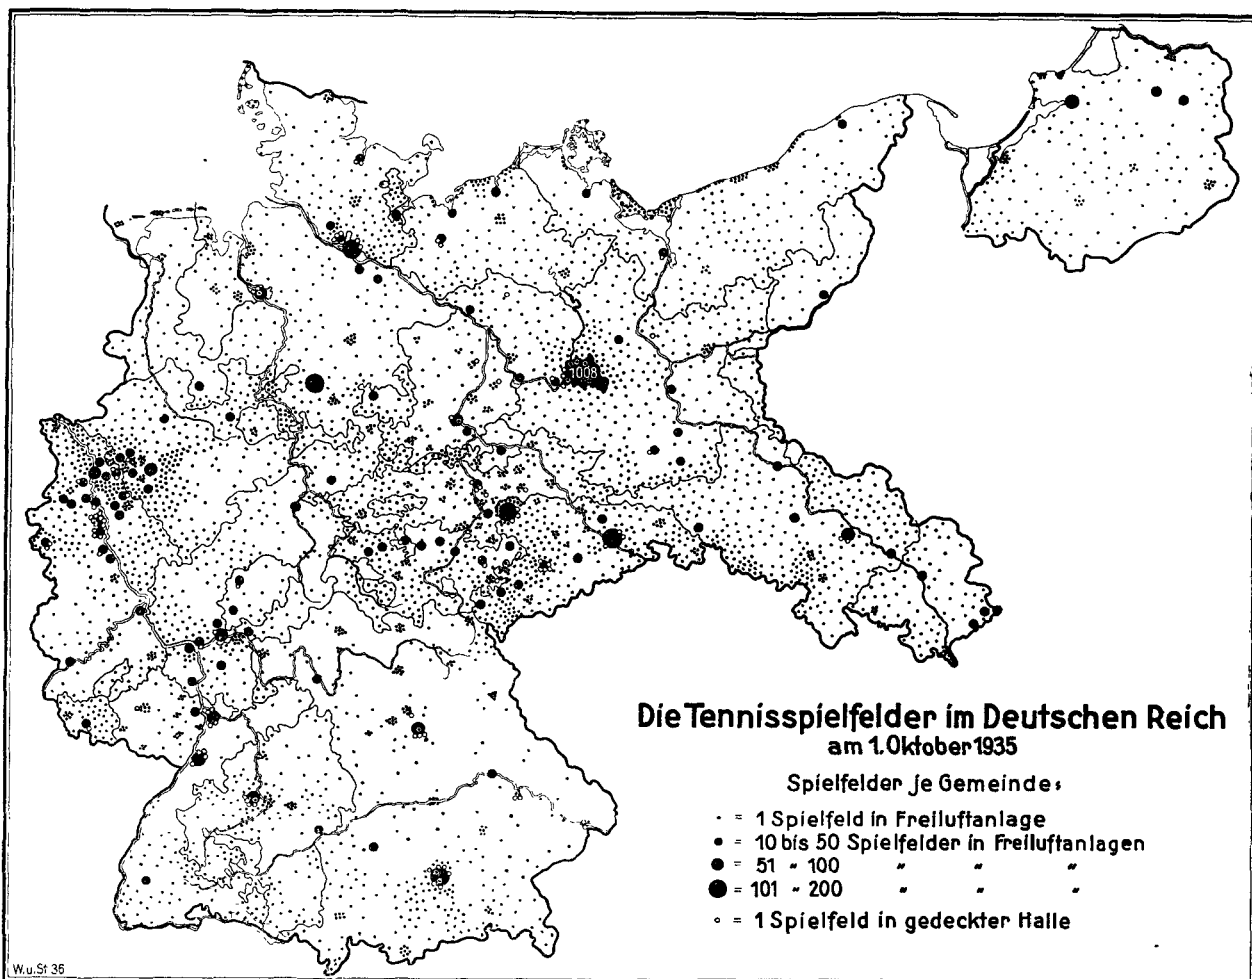 1008
Die Tennisspielfelder im Deutschen Reich
am 1. Oktober 1935
Spielfelder je Gemeinde:
· = 1 Spielfeld in Freiluftanlage
• = 10 bis 50 Spielfelder in Freiluftanlagen
● = 51 " 100 " " "
● = 101 " 200 " " "
○ = 1 Spielfeld in gedeckter Halle
W.u.St 36